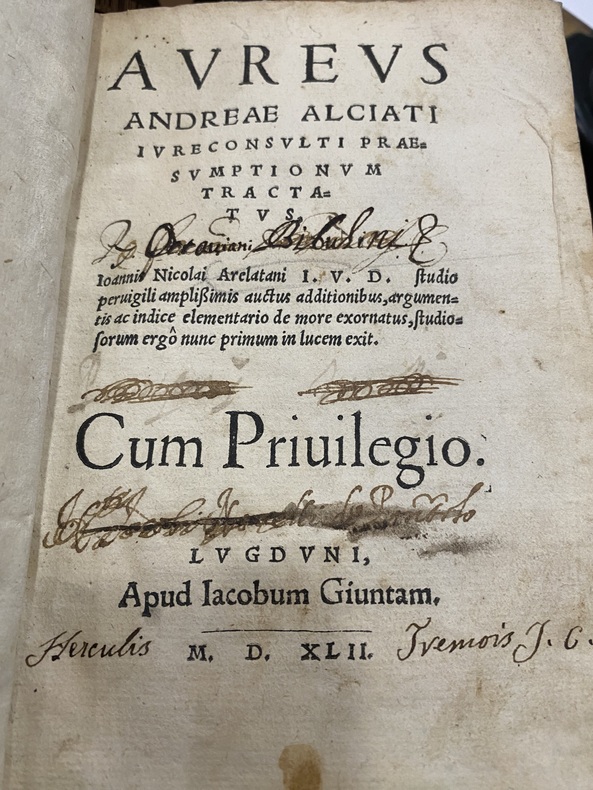 AVREVS
ANDREAE ALCIATI
IVRECONSVLTI PRAE=
SVMPTIONVM
TRACTA=
TVS
Bibuleni
Ioannis Nicolai Arelatani I. V. D. studio
peruigili amplißimis auctus additionibus, argumen=
tis ac indice elementario de more exornatus, studio=
sorum ergô nunc primum in lucem exit.
Cum Priuilegio.
LVGDVNI,
Apud Iacobum Giuntam.
Herculis M. D. XLII. Tremois J. C.